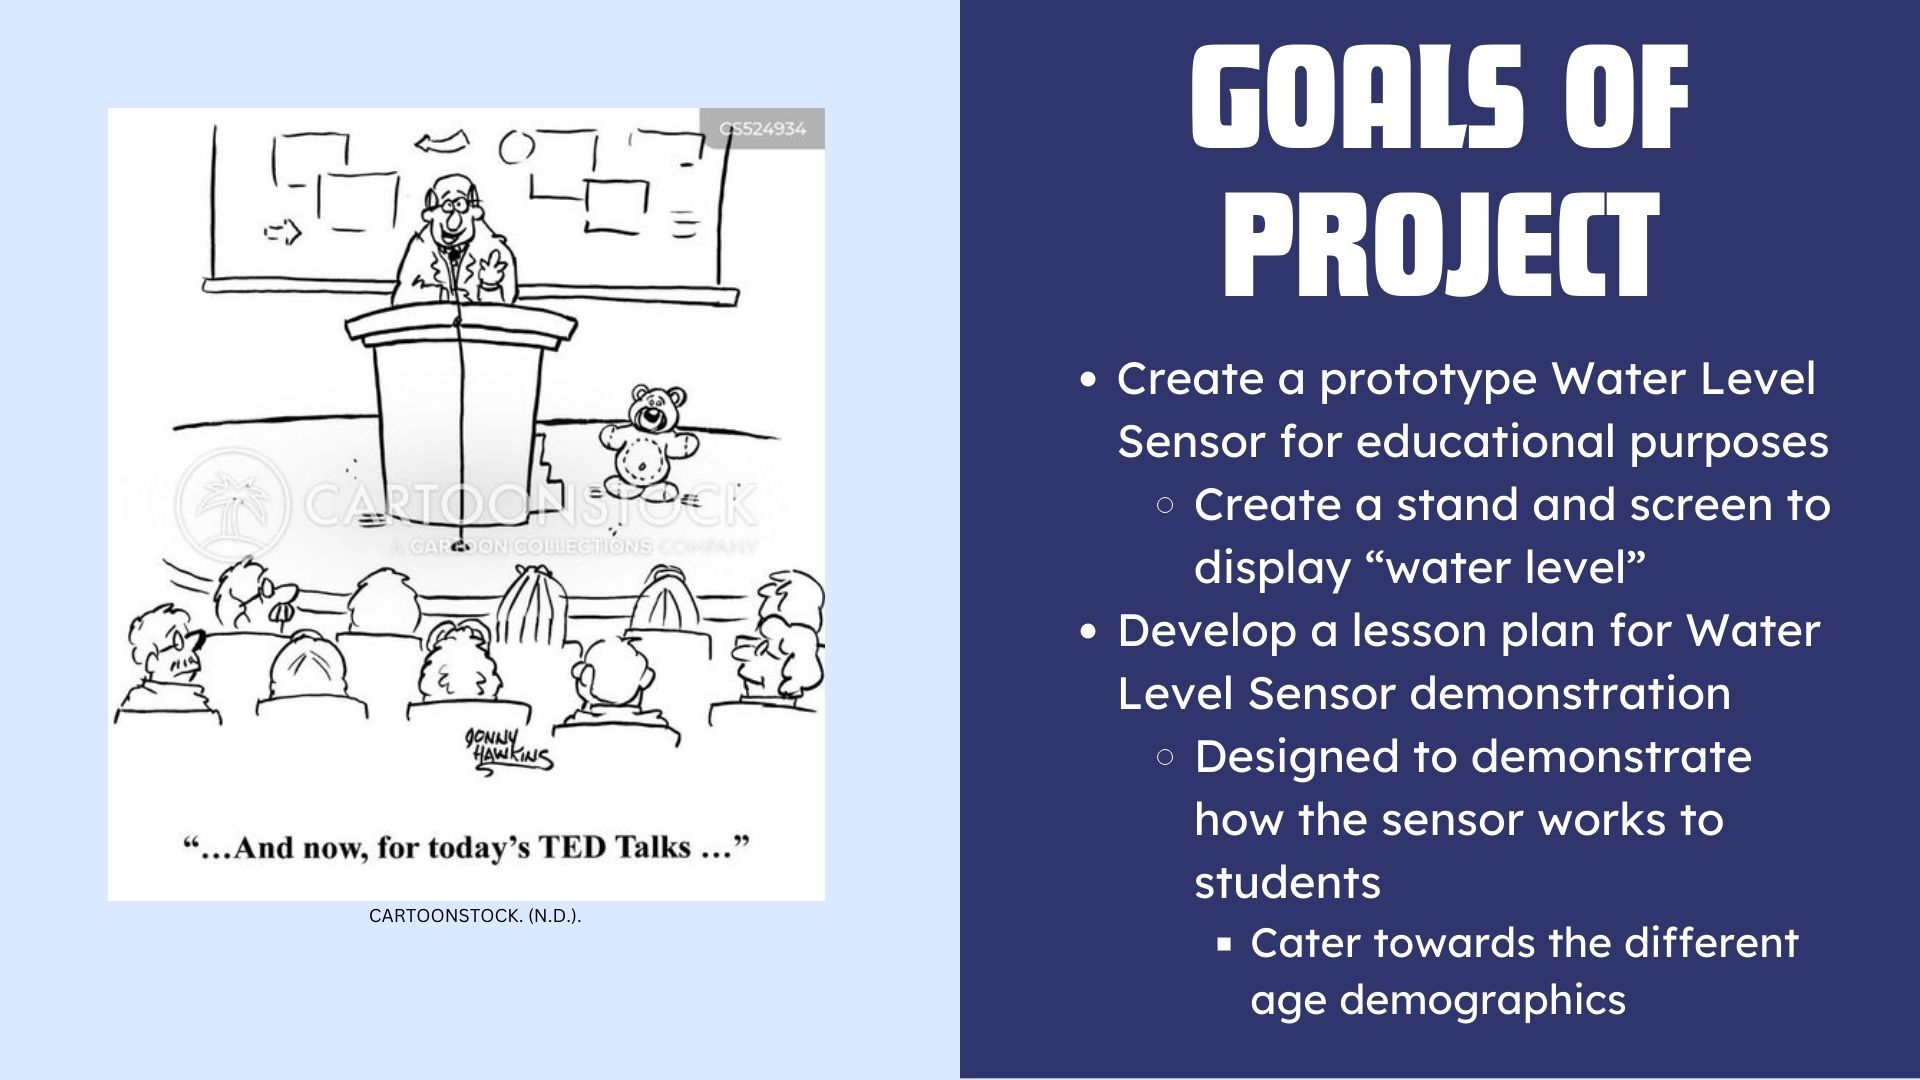 CS524934
CARTOONSTOCK
A CARTOON COLLECTIONS COMPANY
JONNY
HAWKINS
“...And now, for today’s TED Talks ...”
CARTOONSTOCK. (N.D.).
GOALS OF
PROJECT
• Create a prototype Water Level
Sensor for educational purposes
○ Create a stand and screen to
display “water level”
• Develop a lesson plan for Water
Level Sensor demonstration
○ Designed to demonstrate
how the sensor works to
students
▪ Cater towards the different
age demographics